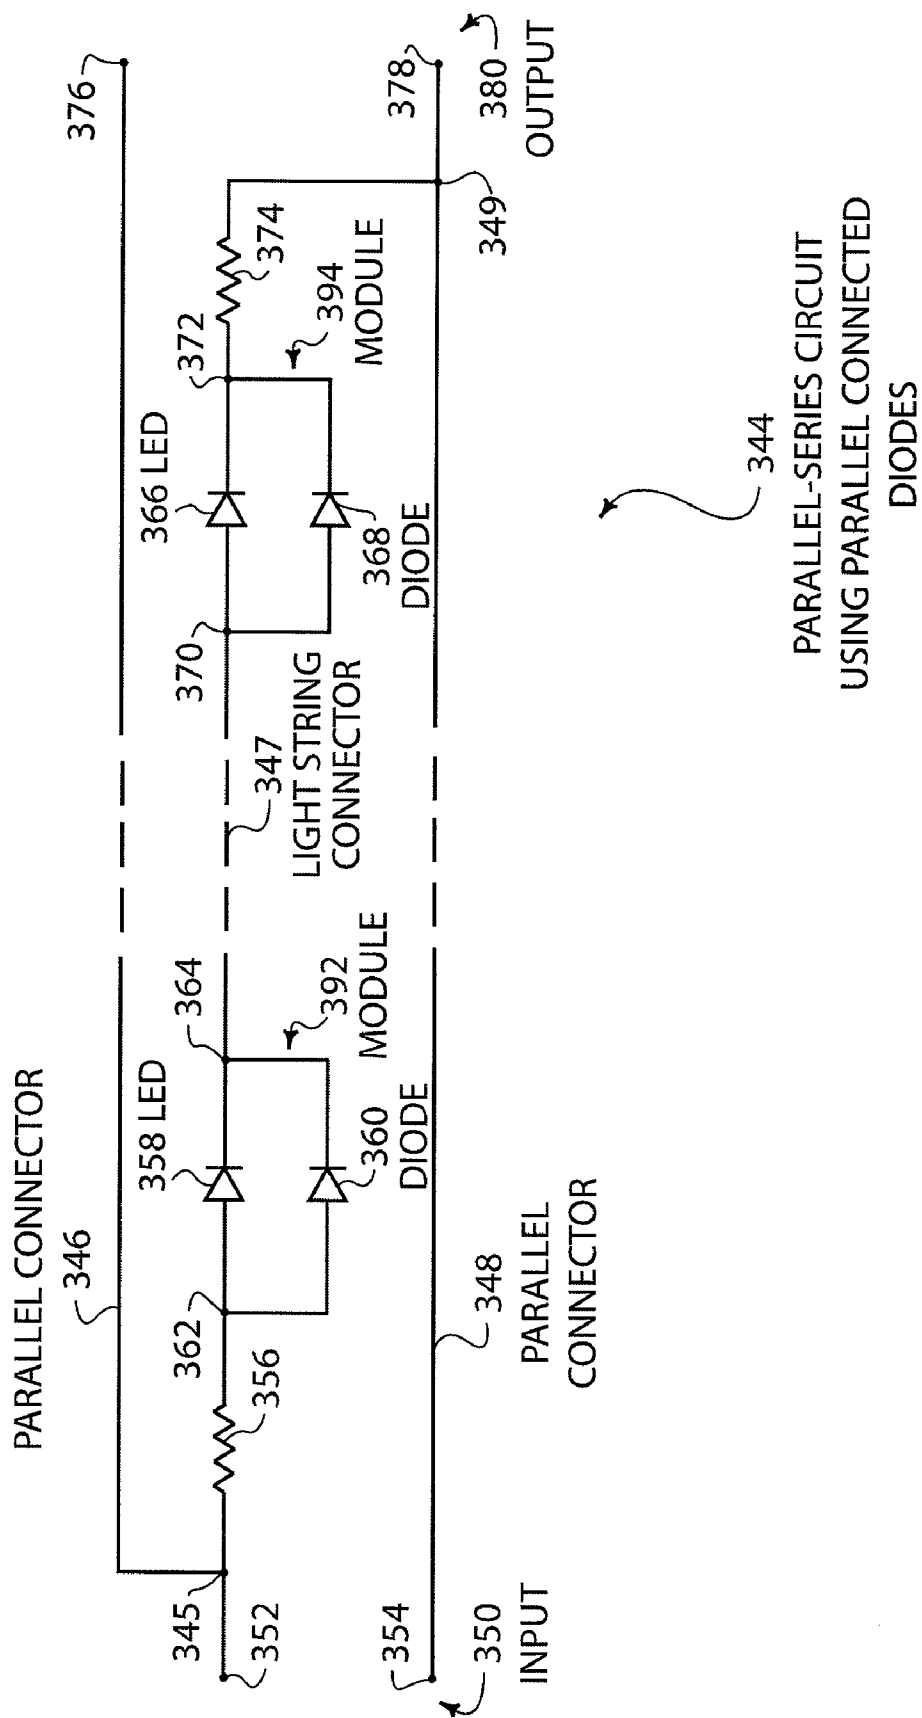 PARALLEL CONNECTOR
346
376
358 LED
364
366 LED
372
374
394
MODULE
345
352
356
362
392
MODULE
360
DIODE
347
LIGHT STRING
CONNECTOR
370
368
DIODE
349
378
380
OUTPUT
354
350
INPUT
348
PARALLEL
CONNECTOR
344
PARALLEL-SERIES CIRCUIT
USING PARALLEL CONNECTED
DIODES